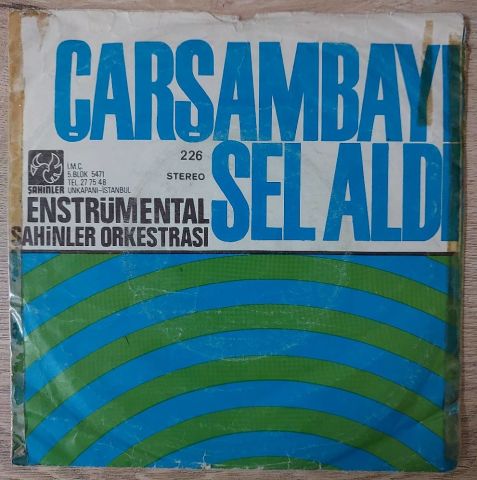 ÇARŞAMBAYI
SEL ALDI
226
STEREO
ŞAHİNLER
İ.M.C.
5.BLOK 5471
TEL. 27 75 48
UNKAPANI-İSTANBUL
ENSTRÜMENTAL
ŞAHİNLER ORKESTRASI